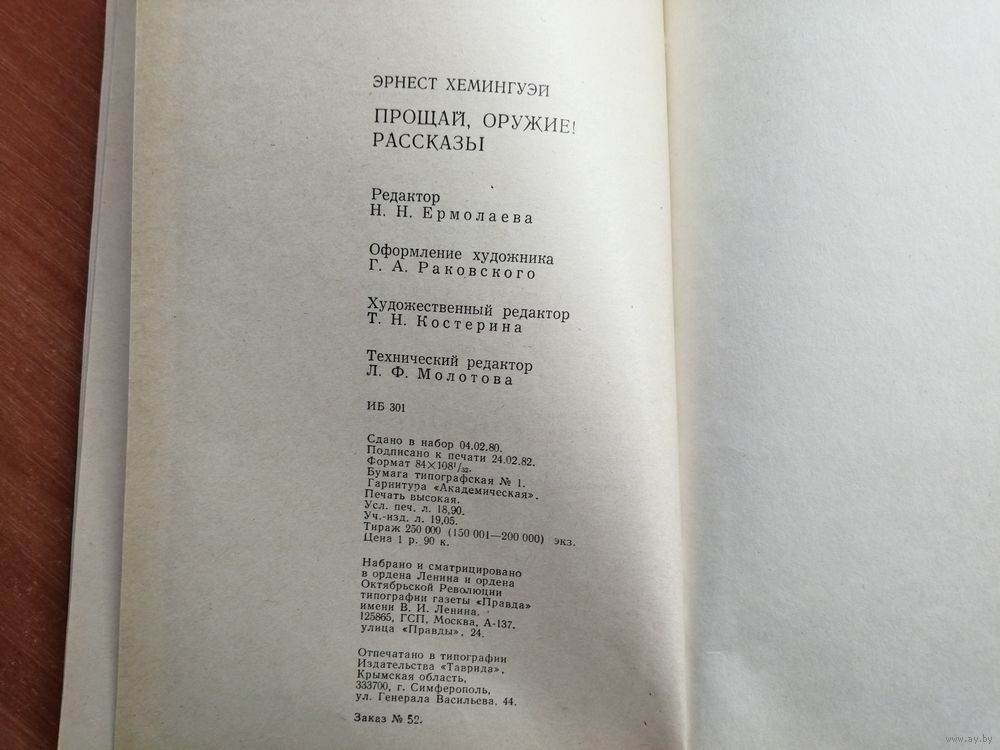 ЭРНЕСТ ХЕМИНГУЭЙ
ПРОЩАЙ, ОРУЖИЕ!
РАССКАЗЫ
Редактор
Н. Н. Ермолаева
Оформление художника
Г. А. Раковского
Художественный редактор
Т. Н. Костерина
Технический редактор
Л. Ф. Молотова
ИБ 301
Сдано в набор 04.02.80.
Подписано к печати 24.02.82.
Формат 84×108¹/₃₂.
Бумага типографская № 1.
Гарнитура «Академическая».
Печать высокая.
Усл. печ. л. 18,90.
Уч.-изд. л. 19,05.
Тираж 250 000 (150 001—200 000) экз.
Цена 1 р. 90 к.
Набрано и сматрицировано
в ордена Ленина и ордена
Октябрьской Революции
типографии газеты «Правда»
имени В. И. Ленина.
125865, ГСП, Москва, А-137,
улица «Правды», 24.
Отпечатано в типографии
Издательства «Таврида»,
Крымская область,
333700, г. Симферополь,
ул. Генерала Васильева, 44.
Заказ № 52.
www.ay.by